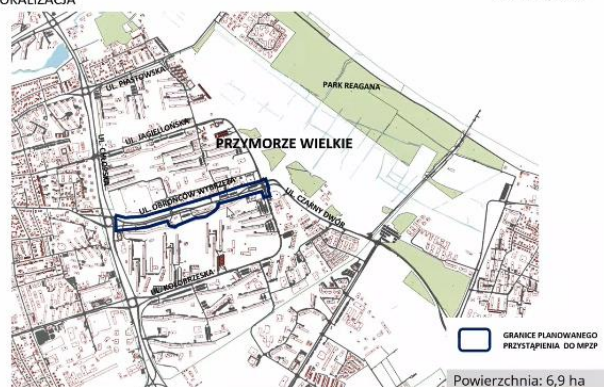 LOKALIZACJA
UL. PIASTOWSKA
PARK REAGANA
UL. JAGIELLOŃSKA
UL. CHŁOPSKA
PRZYMORZE WIELKIE
UL. OBROŃCÓW WYBRZEŻA
UL. CZARNY DWÓR
UL. KOŁOBRZESKA
GRANICE PLANOWANEGO
PRZYSTĄPIENIA DO MPZP
Powierzchnia: 6,9 ha